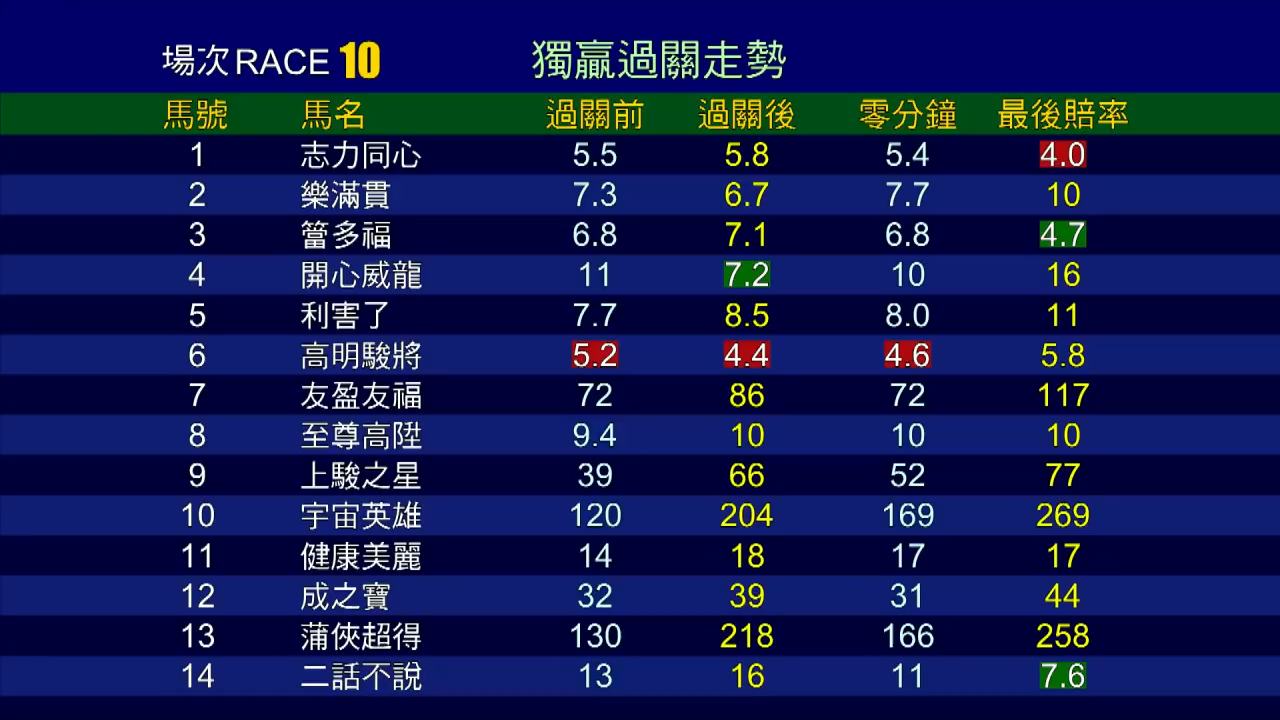 場次RACE 10 獨贏過關走勢
馬號 馬名 過關前 過關後 零分鐘 最後賠率
1 志力同心 5.5 5.8 5.4 4.0
2 樂滿貫 7.3 6.7 7.7 10
3 篤多福 6.8 7.1 6.8 4.7
4 開心威龍 11 7.2 10 16
5 利害了 7.7 8.5 8.0 11
6 高明駿將 5.2 4.4 4.6 5.8
7 友盈友福 72 86 72 117
8 至尊高陞 9.4 10 10 10
9 上駿之星 39 66 52 77
10 宇宙英雄 120 204 169 269
11 健康美麗 14 18 17 17
12 成之寶 32 39 31 44
13 蒲俠超得 130 218 166 258
14 二話不說 13 16 11 7.6